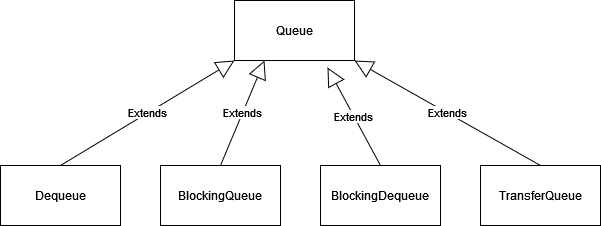 Queue
Extends
Extends
Extends
Extends
Dequeue
BlockingQueue
BlockingDequeue
TransferQueue